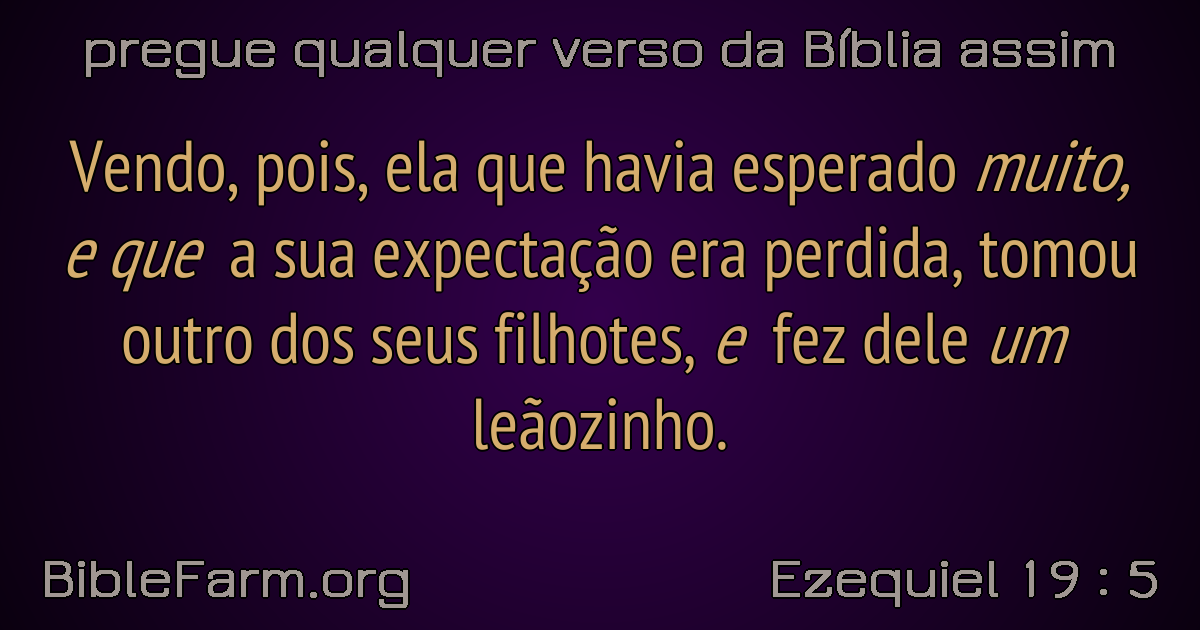 pregue qualquer verso da Bíblia assim
Vendo, pois, ela que havia esperado muito,
e que a sua expectação era perdida, tomou
outro dos seus filhotes, e fez dele um
leãozinho.
BibleFarm.org
Ezequiel 19 : 5